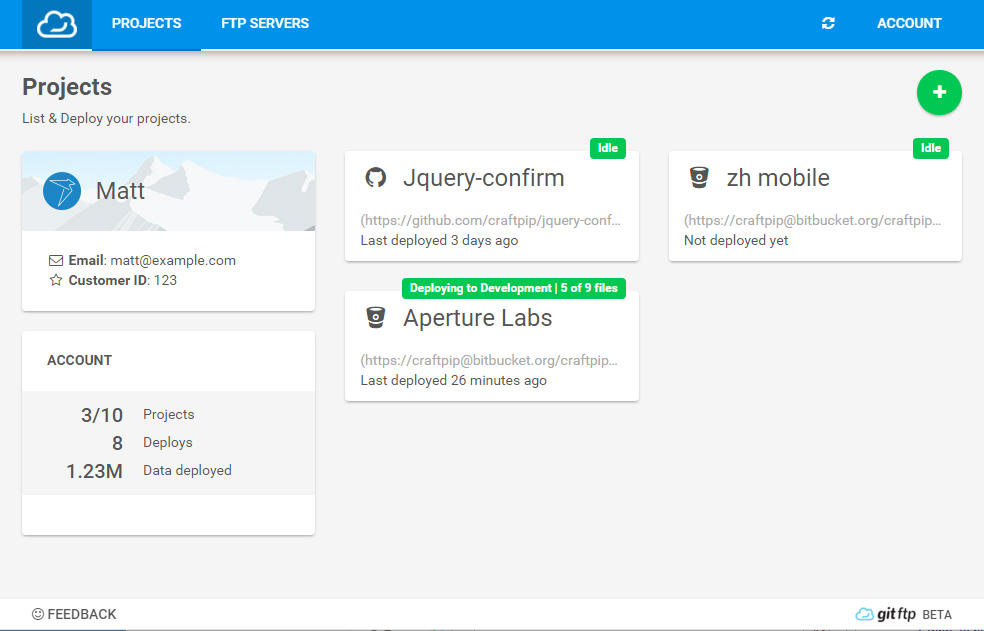 PROJECTS FTP SERVERS ACCOUNT
Projects
List & Deploy your projects.
Matt
Email: matt@example.com
Customer ID: 123
ACCOUNT
3/10 Projects
8 Deploys
1.23M Data deployed
Idle
Jquery-confirm
(https://github.com/craftpip/jquery-conf...
Last deployed 3 days ago
Idle
zh mobile
(https://craftpip@bitbucket.org/craftpip...
Not deployed yet
Deploying to Development | 5 of 9 files
Aperture Labs
(https://craftpip@bitbucket.org/craftpip...
Last deployed 26 minutes ago
FEEDBACK
gitftp BETA